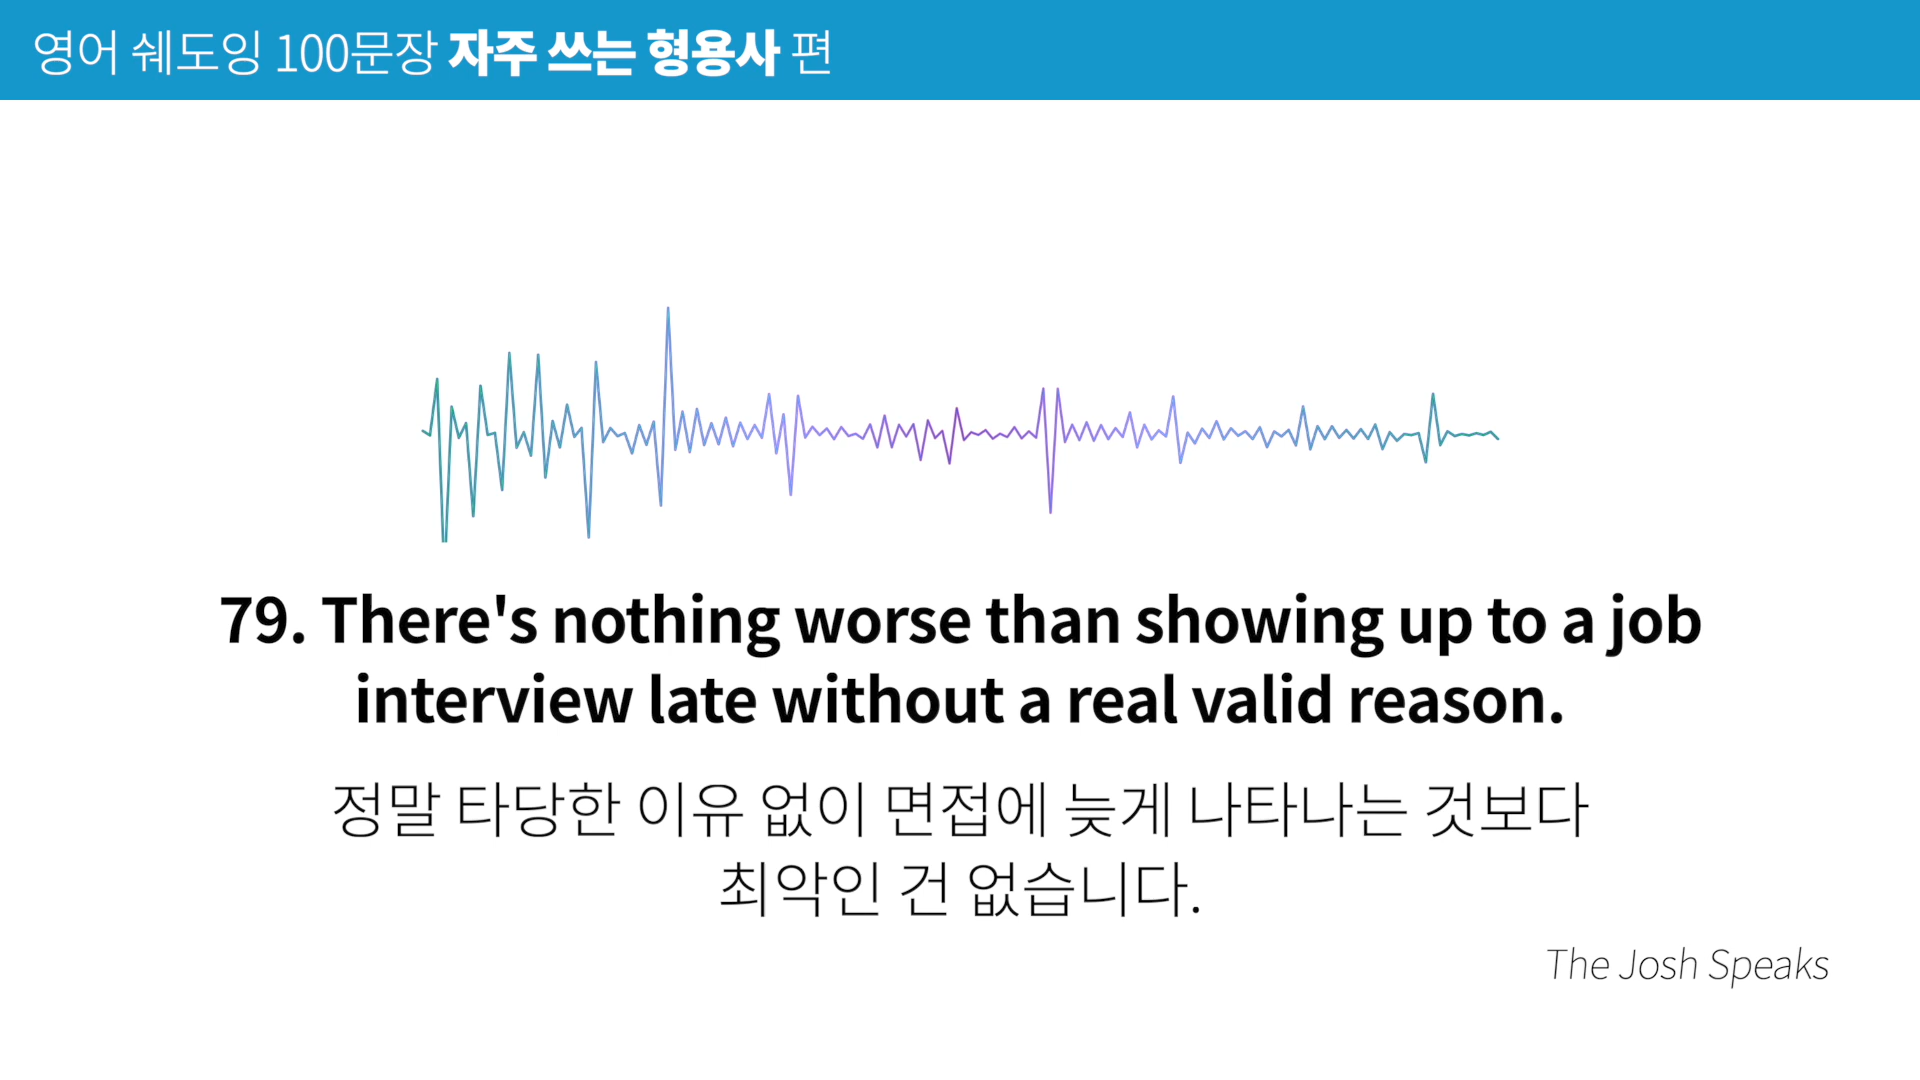 영어 쉐도잉 100문장 자주 쓰는 형용사 편
79. There's nothing worse than showing up to a job
interview late without a real valid reason.
정말 타당한 이유 없이 면접에 늦게 나타나는 것보다
최악인 건 없습니다.
The Josh Speaks